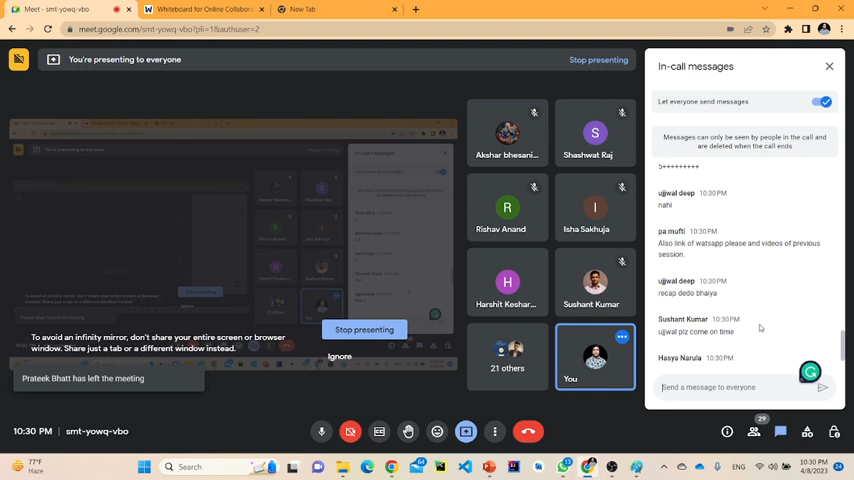 Meet - smt-yowq-vbo
Whiteboard for Online Collabora
New Tab
meet.google.com/smt-yowq-vbo?pli=1&authuser=2
You're presenting to everyone
Stop presenting
In-call messages
Let everyone send messages
Messages can only be seen by people in the call and
are deleted when the call ends
5+++++++++
ujjwal deep 10:30 PM
nahi
pa mufti 10:30 PM
Also link of watsapp please and videos of previous
session.
ujjwal deep 10:30 PM
recap dedo bhaiya
Sushant Kumar 10:30 PM
ujjwal plz come on time
Hasya Narula 10:30 PM
Send a message to everyone
Akshar bhesani...
S
Shashwat Raj
R
Rishav Anand
I
Isha Sakhuja
H
Harshit Keshar...
Sushant Kumar
21 others
You
To avoid an infinity mirror, don't share your entire screen or browser
window. Share just a tab or a different window instead.
Stop presenting
Ignore
Prateek Bhatt has left the meeting
10:30 PM
smt-yowq-vbo
29
77°F
Haze
Search
64
13
ENG
10:30 PM
4/8/2023
24